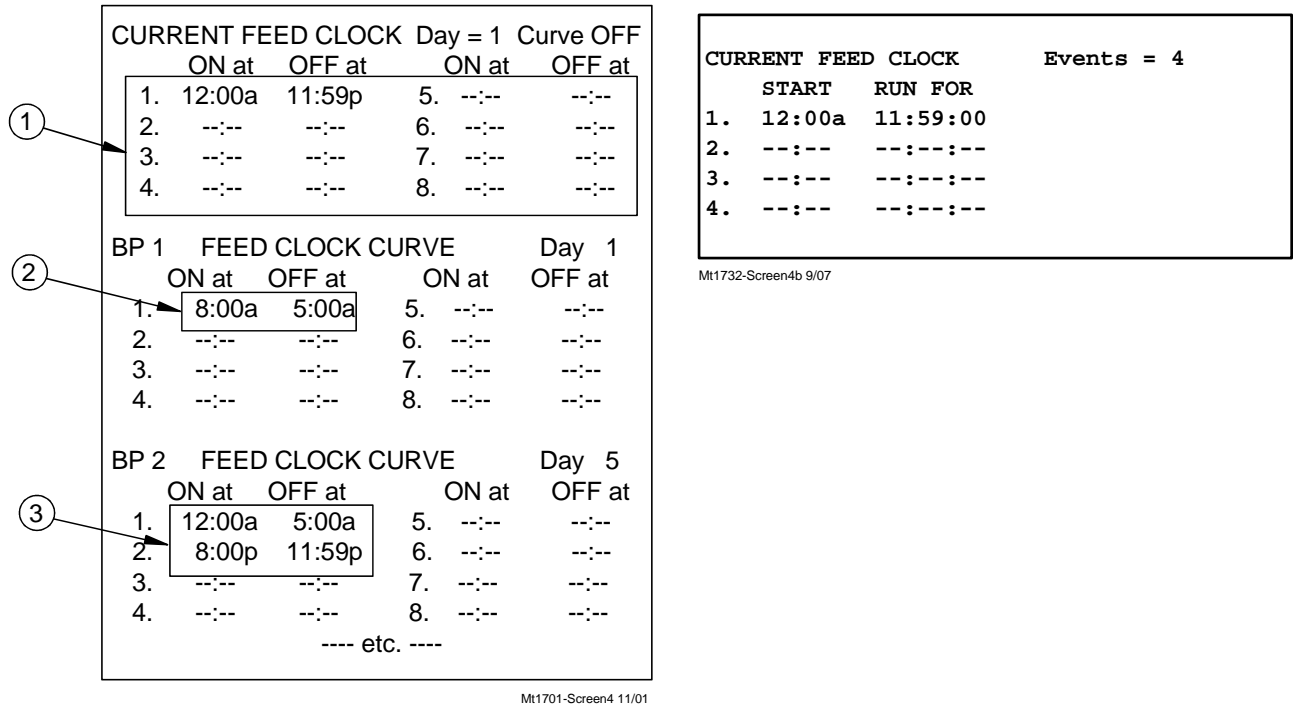 CURRENT FEED CLOCK Day = 1 Curve OFF
ON at OFF at ON at OFF at
1. 12:00a 11:59p 5. --:-- --:--
2. --:-- --:-- 6. --:-- --:--
3. --:-- --:-- 7. --:-- --:--
4. --:-- --:-- 8. --:-- --:--
1
BP 1 FEED CLOCK CURVE Day 1
ON at OFF at ON at OFF at
2
1. 8:00a 5:00a 5. --:-- --:--
2. --:-- --:-- 6. --:-- --:--
3. --:-- --:-- 7. --:-- --:--
4. --:-- --:-- 8. --:-- --:--
BP 2 FEED CLOCK CURVE Day 5
ON at OFF at ON at OFF at
3
1. 12:00a 5:00a 5. --:-- --:--
2. 8:00p 11:59p 6. --:-- --:--
3. --:-- --:-- 7. --:-- --:--
4. --:-- --:-- 8. --:-- --:--
---- etc. ----
Mt1701-Screen4 11/01
CURRENT FEED CLOCK Events = 4
START RUN FOR
1. 12:00a 11:59:00
2. --:-- --:--:--
3. --:-- --:--:--
4. --:-- --:--:--
Mt1732-Screen4b 9/07